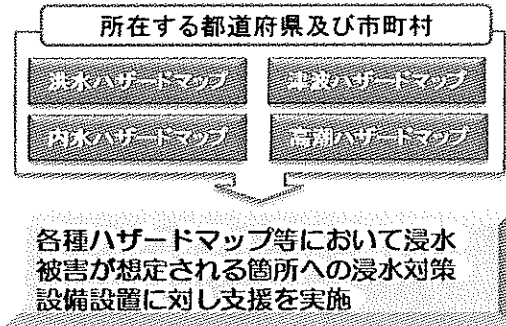 所在する都道府県及び市町村
洪水ハザードマップ
津波ハザードマップ
内水ハザードマップ
高潮ハザードマップ
各種ハザードマップ等において浸水
被害が想定される箇所への浸水対策
設備設置に対し支援を実施